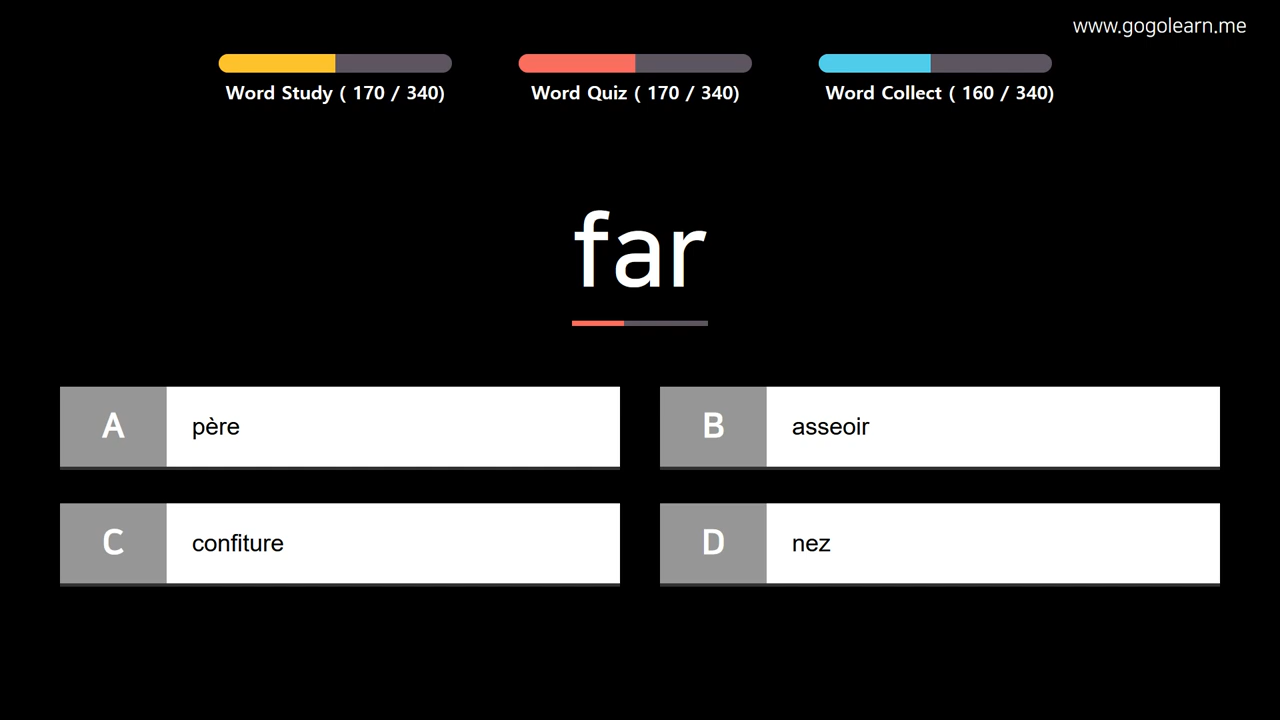 www.gogolearn.me
Word Study ( 170 / 340)
Word Quiz ( 170 / 340)
Word Collect ( 160 / 340)
far
A père
B asseoir
C confiture
D nez